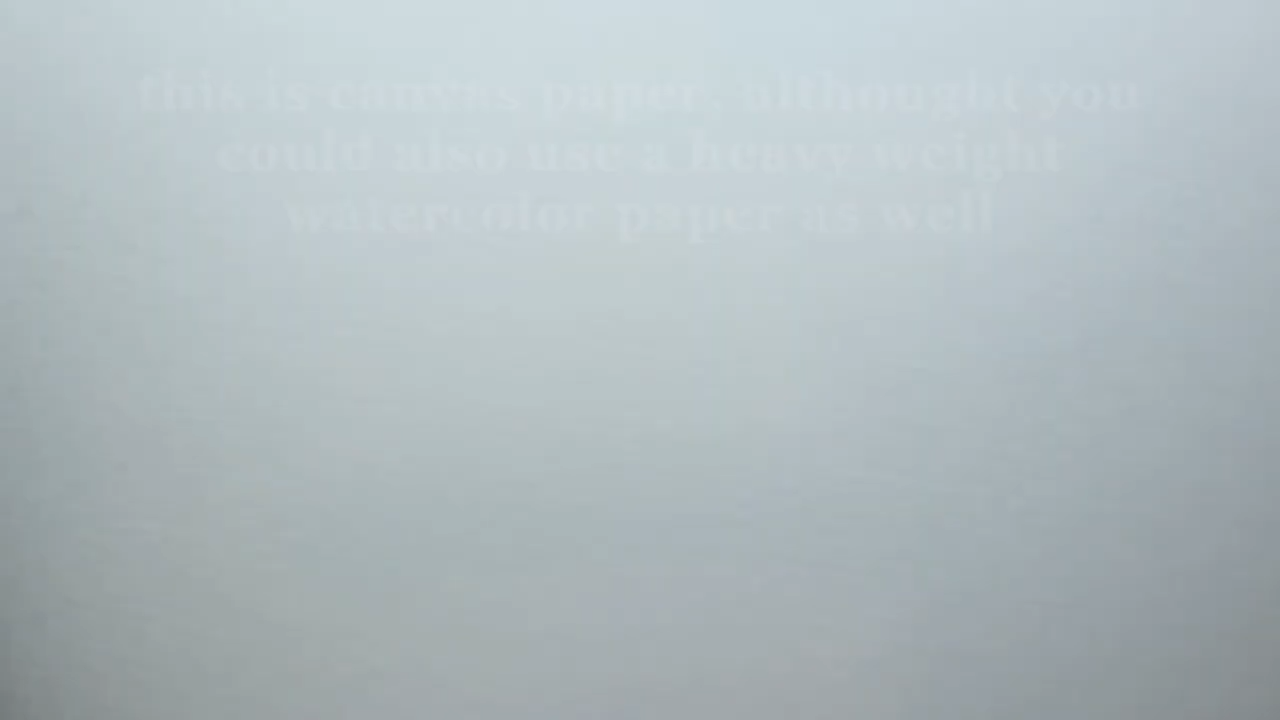 this is canvas paper, althought you
could also use a heavy weight
watercolor paper as well